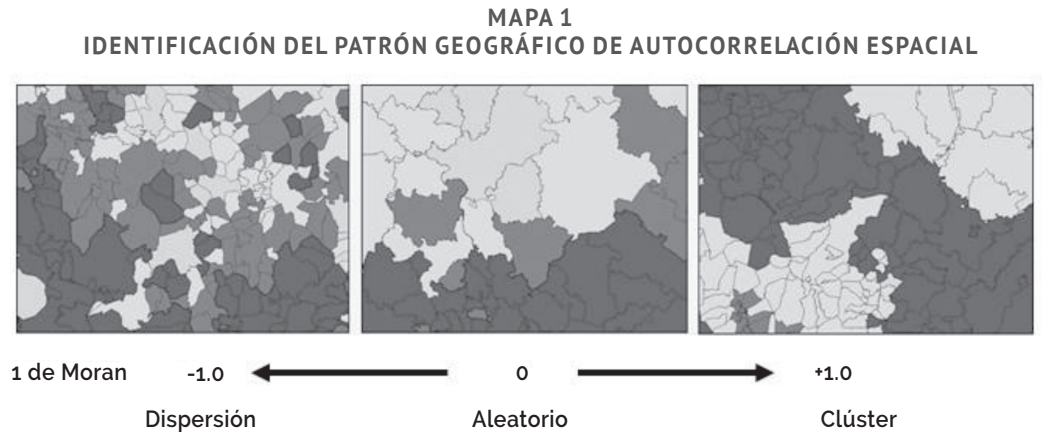 MAPA 1
IDENTIFICACIÓN DEL PATRÓN GEOGRÁFICO DE AUTOCORRELACIÓN ESPACIAL
1 de Moran -1.0 0 +1.0
Dispersión Aleatorio Clúster